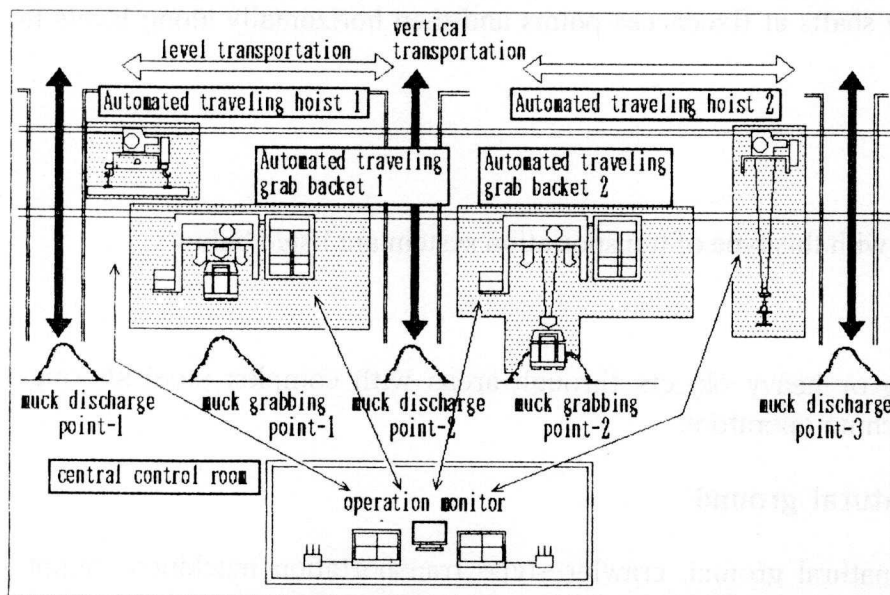 level transportation
vertical
transportation
Automated traveling hoist 1
Automated traveling hoist 2
Automated traveling
grab backet 1
Automated traveling
grab backet 2
muck discharge
point-1
muck grabbing
point-1
muck discharge
point-2
muck grabbing
point-2
muck discharge
point-3
central control room
operation monitor